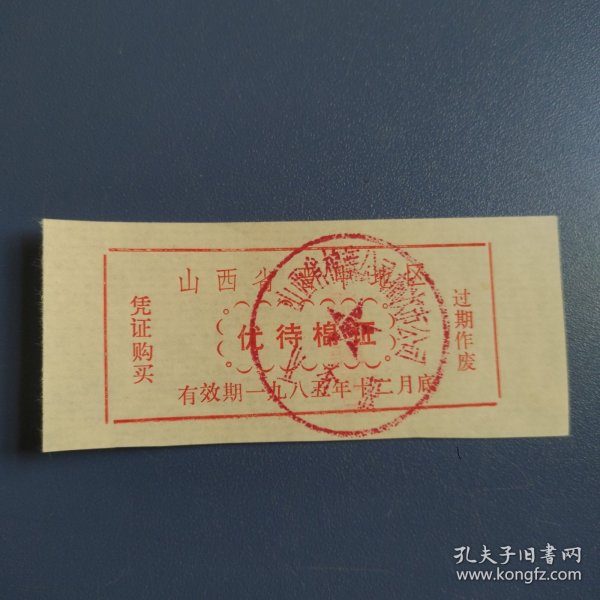 山西省
地区
优待棉证
有效期一九八五年十二月底
凭证购买
过期作废
孔夫子旧书网
www.kongfz.com